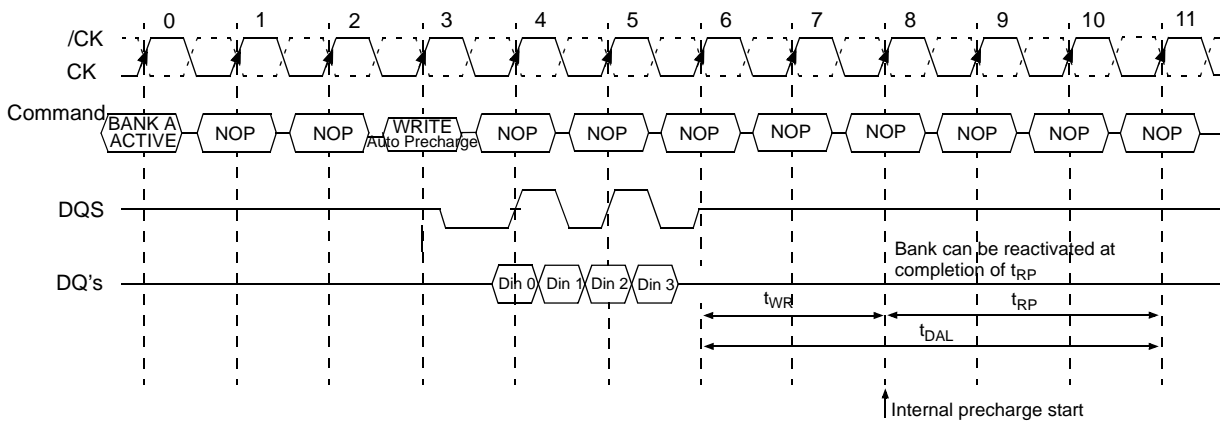 0 1 2 3 4 5 6 7 8 9 10 11
/CK
CK
Command
BANK A
ACTIVE
NOP
NOP
WRITE
Auto Precharge
NOP
NOP
NOP
NOP
NOP
NOP
NOP
NOP
DQS
DQ's
Din 0
Din 1
Din 2
Din 3
Bank can be reactivated at
completion of tRP
tWR
tRP
tDAL
Internal precharge start